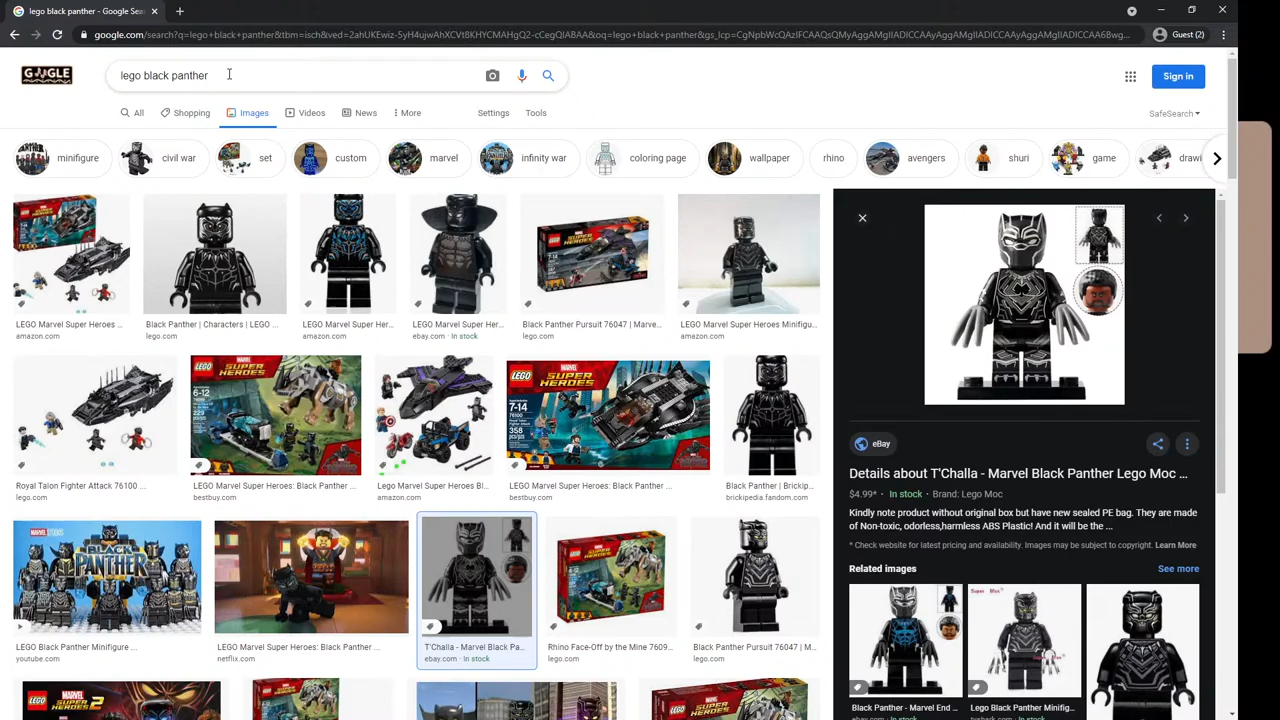 lego black panther - Google Sea
google.com/search?q=lego+black+panther&tbm=isch&ved=2ahUKEwiz-5yH4ujwAhXCVt8KHYCMAHgQ2-cCegQIABAA&oq=lego+black+panther&gs_lcp=CgNpbWcQAzIFCAAQsQMyAggAMgIIADICCAAyAggAMgIIADICCAAyAggAMgIIADICCAA6Bwg...
Guest (2)
lego black panther
Sign in
All
Shopping
Images
Videos
News
More
Settings
Tools
SafeSearch
minifigure
civil war
set
custom
marvel
infinity war
coloring page
wallpaper
rhino
avengers
shuri
game
drawi
LEGO Marvel Super Heroes ...
amazon.com
Black Panther | Characters | LEGO ...
lego.com
LEGO Marvel Super Her...
amazon.com
LEGO Marvel Super Her...
ebay.com · In stock
Black Panther Pursuit 76047 | Marve...
lego.com
LEGO Marvel Super Heroes Minifigu...
amazon.com
Royal Talon Fighter Attack 76100 ...
lego.com
LEGO Marvel Super Heroes: Black Panther ...
bestbuy.com
Lego Marvel Super Heroes Bl...
amazon.com
LEGO Marvel Super Heroes: Black Panther ...
bestbuy.com
Black Panther | Brickip...
brickipedia.fandom.com
LEGO Black Panther Minifigure ...
youtube.com
LEGO Marvel Super Heroes: Black Panther ...
netflix.com
T'Challa - Marvel Black Pa...
ebay.com · In stock
Rhino Face-Off by the Mine 7609...
lego.com
Black Panther Pursuit 76047 | M...
lego.com
eBay
Details about T'Challa - Marvel Black Panther Lego Moc ...
$4.99* · In stock · Brand: Lego Moc
Kindly note product without original box but have new sealed PE bag. They are made
of Non-toxic, odorless,harmless ABS Plastic! And it will be the ...
* Check website for latest pricing and availability. Images may be subject to copyright. Learn More
Related images
See more
Black Panther - Marvel End ...
Lego Black Panther Minifig...